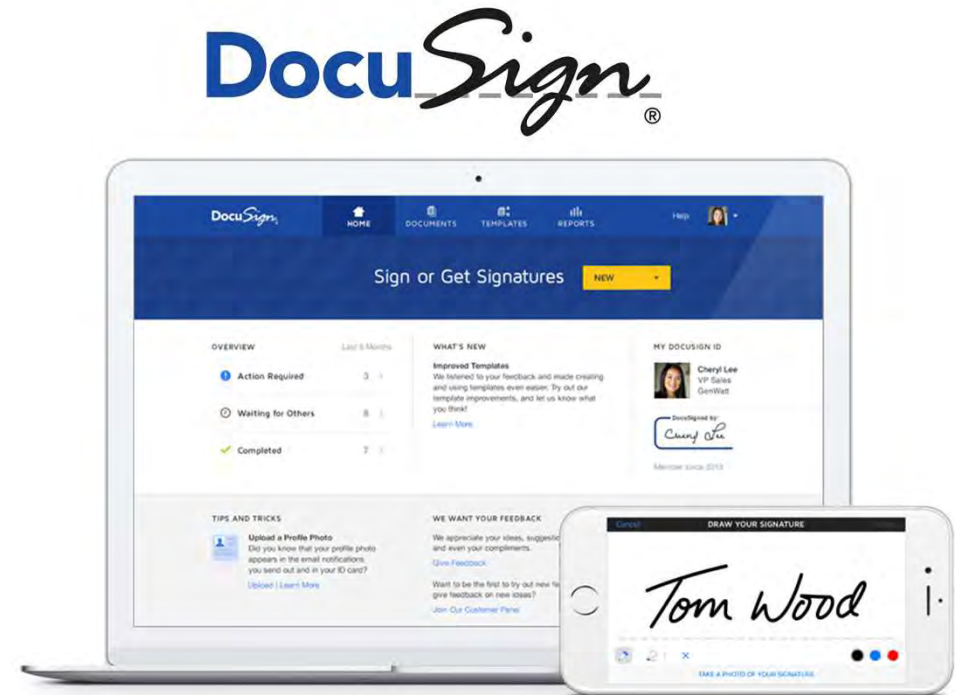 DocuSign®
DocuSign
HOME
DOCUMENTS
TEMPLATES
REPORTS
Help
Sign or Get Signatures
NEW
OVERVIEW
Last 6 Months
Action Required 3
Waiting for Others 8
Completed 7
WHAT'S NEW
Improved Templates
We listened to your feedback and made creating
and using templates even easier. Try out our
template improvements, and let us know what
you think!
Learn More
MY DOCUSIGN ID
Cheryl Lee
VP Sales
GenWatt
DocuSigned by
Cheryl Lee
Member since 2013
TIPS AND TRICKS
Upload a Profile Photo
Did you know that your profile photo
appears in the email notifications,
you send out and in your ID card?
Upload | Learn More
WE WANT YOUR FEEDBACK
We appreciate your ideas, suggestio
and even your compliments.
Give Feedback
Want to be the first to try out new fe
give feedback on new ideas?
Join Our Customer Panel
Cancel
DRAW YOUR SIGNATURE
Tom Wood
TAKE A PHOTO OF YOUR SIGNATURE